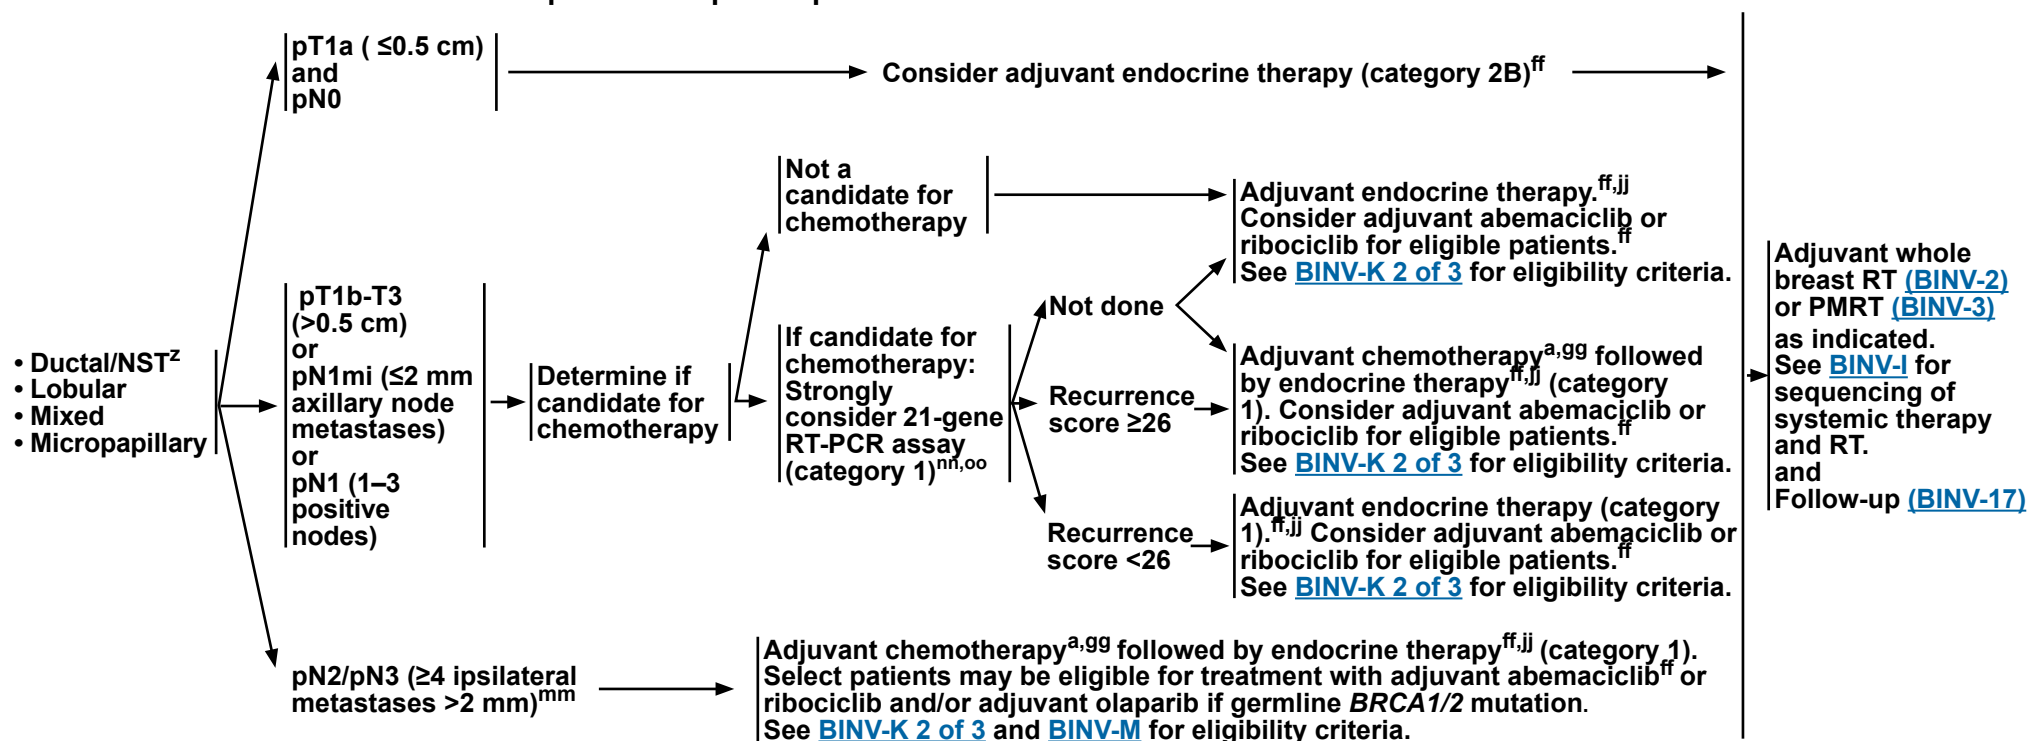 pT1a ( ≤0.5 cm)
and
pN0
Consider adjuvant endocrine therapy (category 2B)ff
• Ductal/NSTz
• Lobular
• Mixed
• Micropapillary
pT1b-T3
(>0.5 cm)
or
pN1mi (≤2 mm
axillary node
metastases)
or
pN1 (1–3
positive
nodes)
Determine if
candidate for
chemotherapy
Not a
candidate for
chemotherapy
If candidate for
chemotherapy:
Strongly
consider 21-gene
RT-PCR assay
(category 1)nn,oo
Not done
Recurrence
score ≥26
Recurrence
score <26
Adjuvant endocrine therapy.ff,jj
Consider adjuvant abemaciclib or
ribociclib for eligible patients.ff
See BINV-K 2 of 3 for eligibility criteria.
Adjuvant chemotherapya,gg followed
by endocrine therapyff,jj (category
1). Consider adjuvant abemaciclib or
ribociclib for eligible patients.ff
See BINV-K 2 of 3 for eligibility criteria.
Adjuvant endocrine therapy (category
1).ff,jj Consider adjuvant abemaciclib or
ribociclib for eligible patients.ff
See BINV-K 2 of 3 for eligibility criteria.
pN2/pN3 (≥4 ipsilateral
metastases >2 mm)mm
Adjuvant chemotherapya,gg followed by endocrine therapyff,jj (category 1).
Select patients may be eligible for treatment with adjuvant abemaciclibff or
ribociclib and/or adjuvant olaparib if germline BRCA1/2 mutation.
See BINV-K 2 of 3 and BINV-M for eligibility criteria.
Adjuvant whole
breast RT (BINV-2)
or PMRT (BINV-3)
as indicated.
See BINV-I for
sequencing of
systemic therapy
and RT.
and
Follow-up (BINV-17)